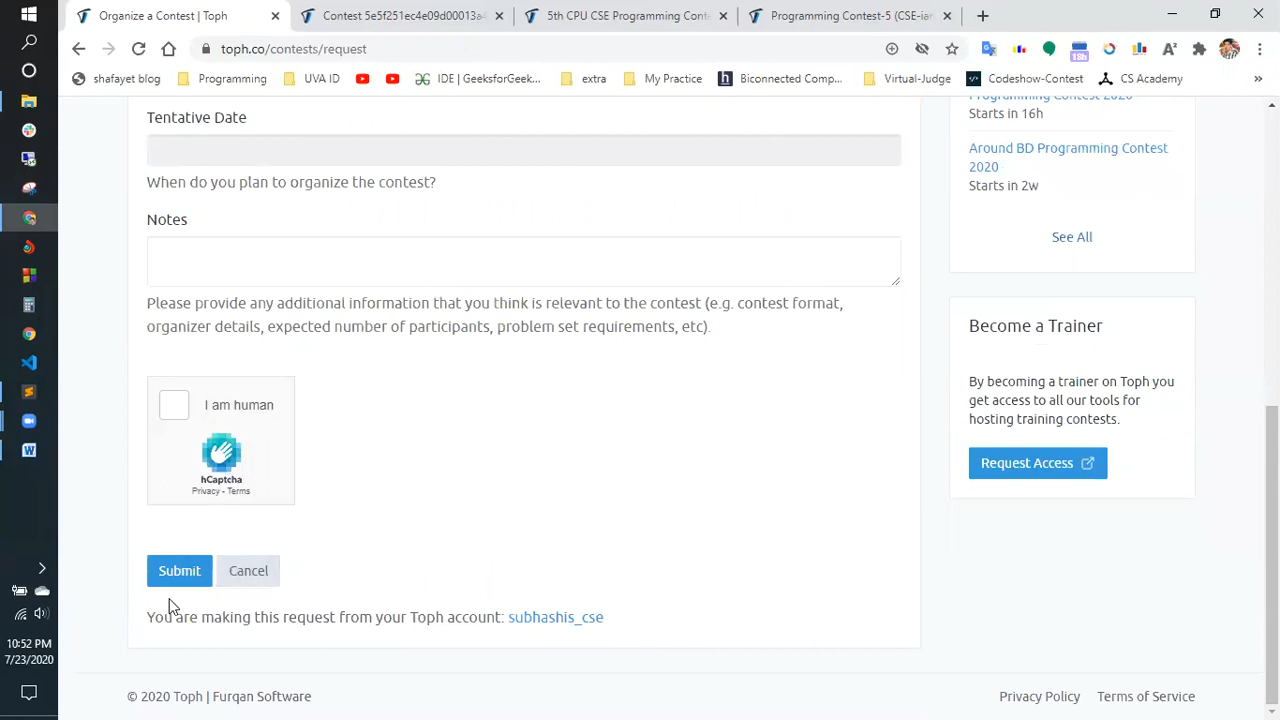 Organize a Contest | Toph
Contest 5e5f251ec4e09d00013a4
5th CPU CSE Programming Cont
Programming Contest-5 (CSE-ian
toph.co/contests/request
18h
shafayet blog
Programming
UVA ID
IDE | GeeksforGeek...
extra
My Practice
Biconnected Comp...
Virtual-Judge
Codeshow-Contest
CS Academy
Tentative Date
When do you plan to organize the contest?
Notes
Please provide any additional information that you think is relevant to the contest (e.g. contest format,
organizer details, expected number of participants, problem set requirements, etc).
I am human
hCaptcha
Privacy - Terms
Submit
Cancel
You are making this request from your Toph account: subhashis_cse
Programming Contest 2020
Starts in 16h
Around BD Programming Contest
2020
Starts in 2w
See All
Become a Trainer
By becoming a trainer on Toph you
get access to all our tools for
hosting training contests.
Request Access
© 2020 Toph | Furqan Software
Privacy Policy
Terms of Service
10:52 PM
7/23/2020